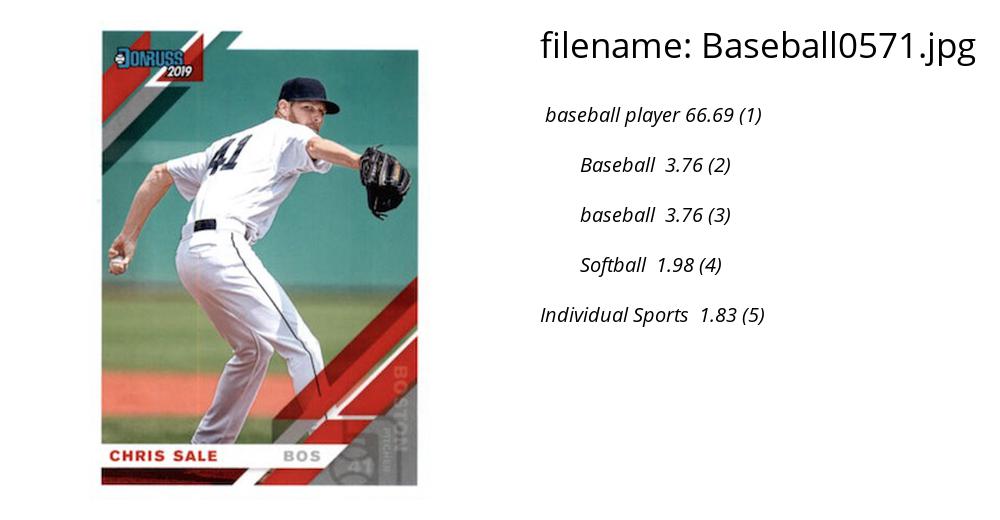 DONRUSS
2019
41
CHRIS SALE BOS
BOSTON
PITCHER
41
filename: Baseball0571.jpg
baseball player 66.69 (1)
Baseball 3.76 (2)
baseball 3.76 (3)
Softball 1.98 (4)
Individual Sports 1.83 (5)